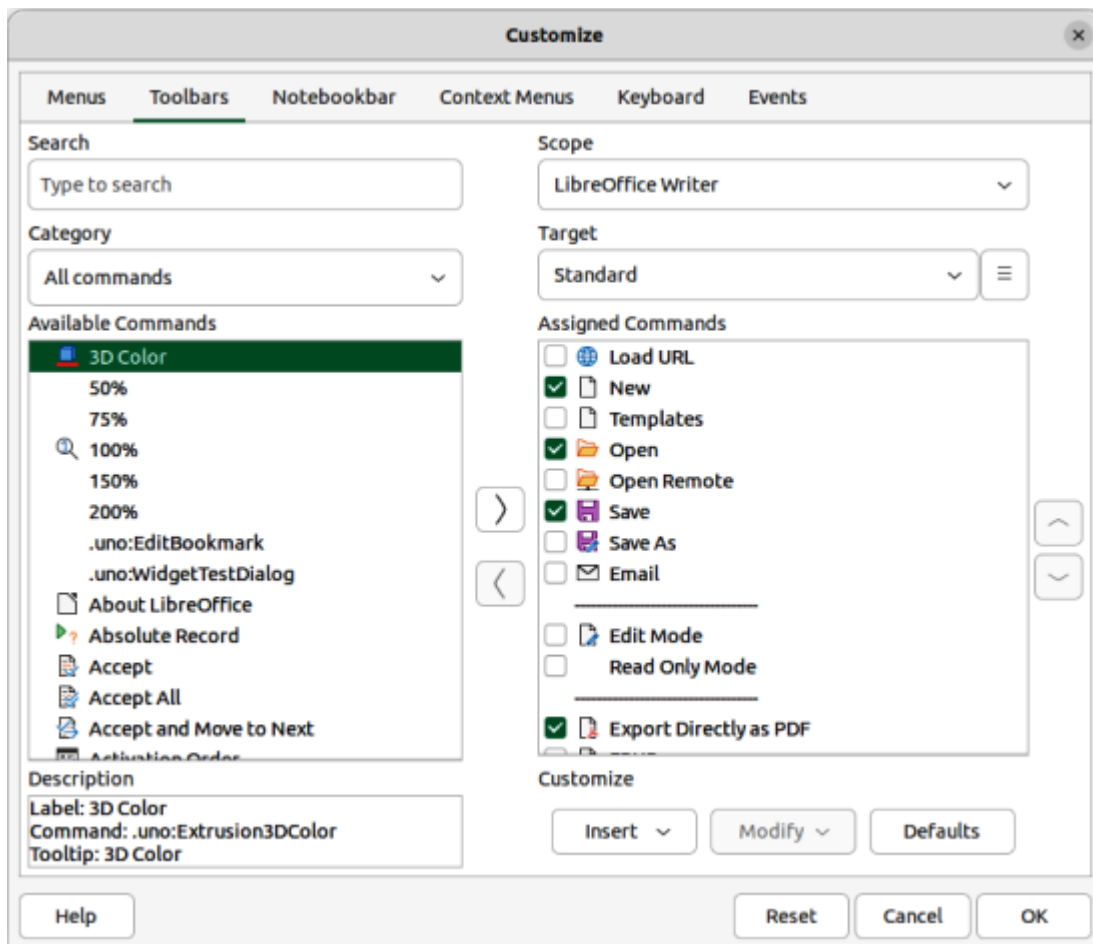 Customize
Menus Toolbars Notebookbar Context Menus Keyboard Events
Search
Type to search
Category
All commands
Available Commands
3D Color
50%
75%
100%
150%
200%
.uno:EditBookmark
.uno:WidgetTestDialog
About LibreOffice
Absolute Record
Accept
Accept All
Accept and Move to Next
Activation Order
Description
Label: 3D Color
Command: .uno:Extrusion3DColor
Tooltip: 3D Color
Scope
LibreOffice Writer
Target
Standard
Assigned Commands
Load URL
New
Templates
Open
Open Remote
Save
Save As
Email
Edit Mode
Read Only Mode
Export Directly as PDF
Customize
Insert Modify Defaults
Help Reset Cancel OK